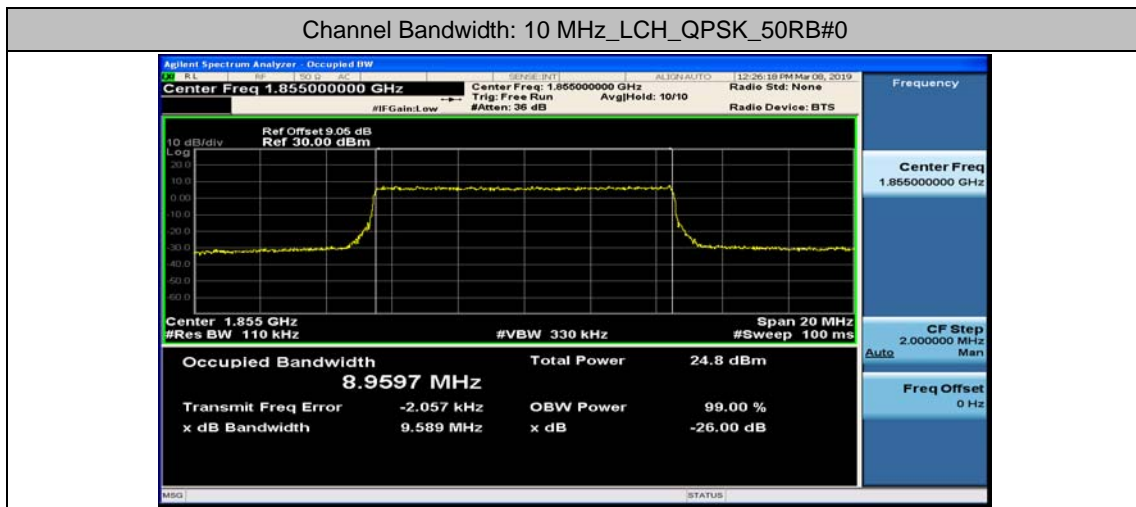 Channel Bandwidth: 10 MHz_LCH_QPSK_50RB#0
Agilent Spectrum Analyzer - Occupied BW
RL RF 50 Ω AC SENSE:INT ALIGN AUTO 12:26:18 PM Mar 08, 2019
Center Freq 1.855000000 GHz Center Freq: 1.855000000 GHz Radio Std: None Frequency
Trig: Free Run Avg|Hold: 10/10
#IFGain:Low #Atten: 36 dB Radio Device: BTS
Ref Offset 9.05 dB
10 dB/div Ref 30.00 dBm
Log
20.0
10.0
0.00
-10.0
-20.0
-30.0
-40.0
-50.0
-60.0
Center Freq
1.855000000 GHz
Center 1.855 GHz Span 20 MHz
#Res BW 110 kHz #VBW 330 kHz #Sweep 100 ms
CF Step
2.000000 MHz
Auto Man
Occupied Bandwidth Total Power 24.8 dBm
8.9597 MHz
Freq Offset
0 Hz
Transmit Freq Error -2.057 kHz OBW Power 99.00 %
x dB Bandwidth 9.589 MHz x dB -26.00 dB
MSG STATUS